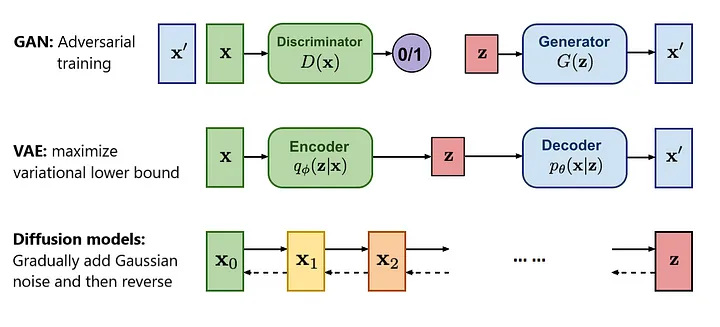 GAN: Adversarial
training
x′
x
Discriminator
D(x)
0/1
z
Generator
G(z)
x′
VAE: maximize
variational lower bound
x
Encoder
qϕ(z|x)
z
Decoder
pθ(x|z)
x′
Diffusion models:
Gradually add Gaussian
noise and then reverse
x₀
x₁
x₂
... ...
z